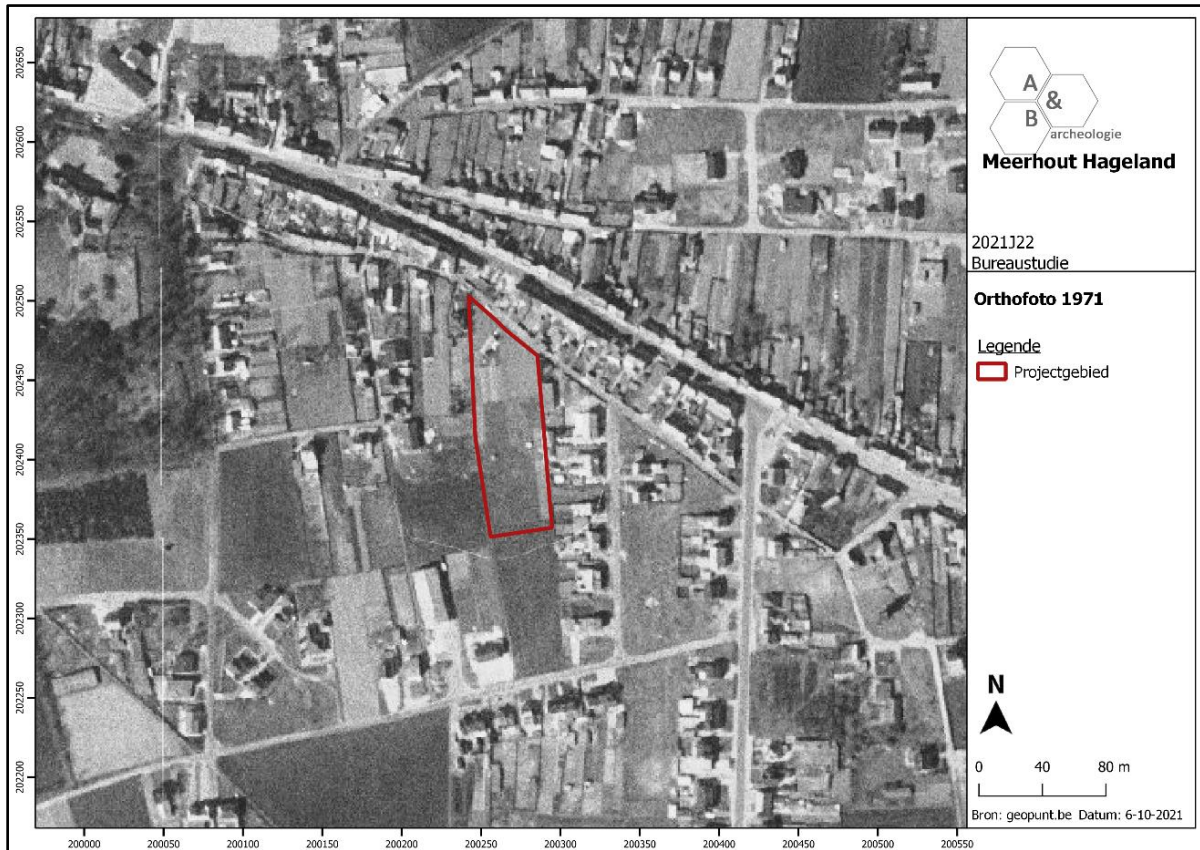 A
&
B
archeologie
Meerhout Hageland
2021J22
Bureaustudie
Orthofoto 1971
Legende
Projectgebied
N
0 40 80 m
Bron: geopunt.be Datum: 6-10-2021
202650
202600
202550
202500
202450
202400
202350
202300
202250
202200
200000 200050 200100 200150 200200 200250 200300 200350 200400 200450 200500 200550